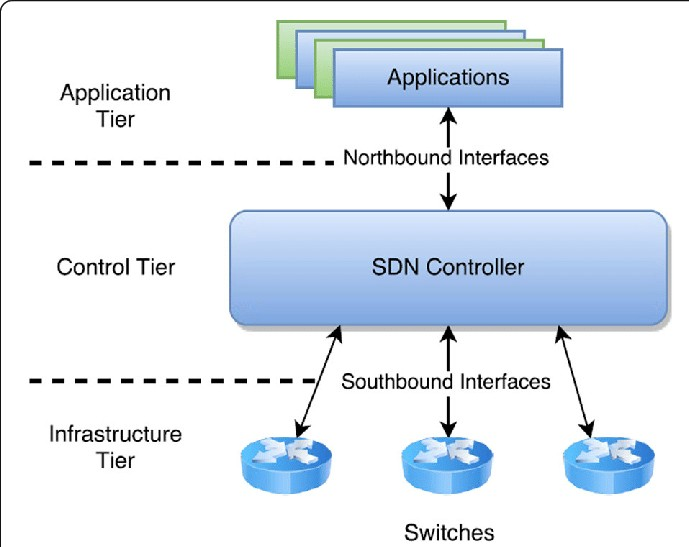 Application
Tier
Applications
Northbound Interfaces
Control Tier
SDN Controller
Southbound Interfaces
Infrastructure
Tier
Switches